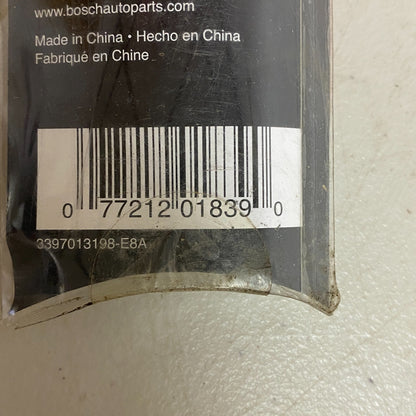 www.boschautoparts.com
Made in China • Hecho en China
Fabriqué en Chine
0 77212 01839 0
3397013198-E8A